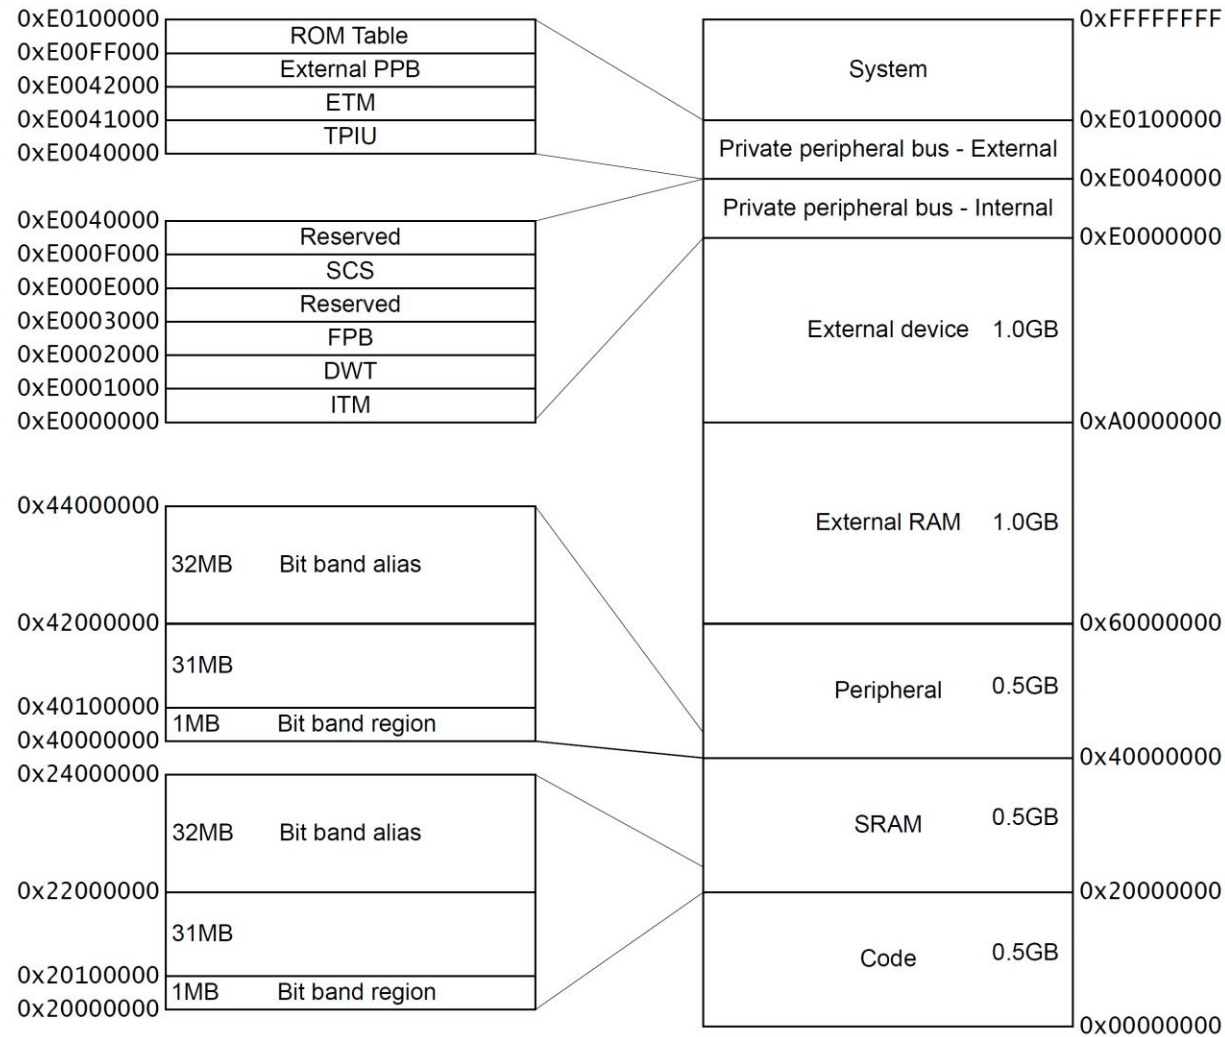 0xE0100000
ROM Table
0xE00FF000
External PPB
0xE0042000
ETM
0xE0041000
TPIU
0xE0040000
0xE0040000
Reserved
0xE000F000
SCS
0xE000E000
Reserved
0xE0003000
FPB
0xE0002000
DWT
0xE0001000
ITM
0xE0000000
0x44000000
32MB Bit band alias
0x42000000
31MB
0x40100000
1MB Bit band region
0x40000000
0x24000000
32MB Bit band alias
0x22000000
31MB
0x20100000
1MB Bit band region
0x20000000
0xFFFFFFFF
System
0xE0100000
Private peripheral bus - External
0xE0040000
Private peripheral bus - Internal
0xE0000000
External device 1.0GB
0xA0000000
External RAM 1.0GB
0x60000000
Peripheral 0.5GB
0x40000000
SRAM 0.5GB
0x20000000
Code 0.5GB
0x00000000